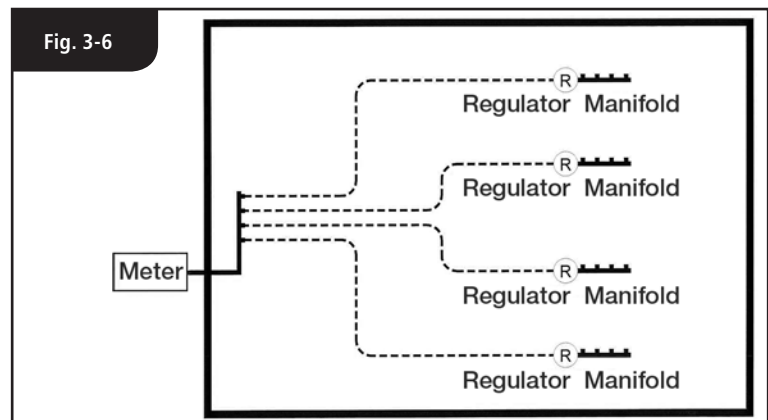 Fig. 3-6
R
Regulator Manifold
R
Regulator Manifold
Meter
R
Regulator Manifold
R
Regulator Manifold